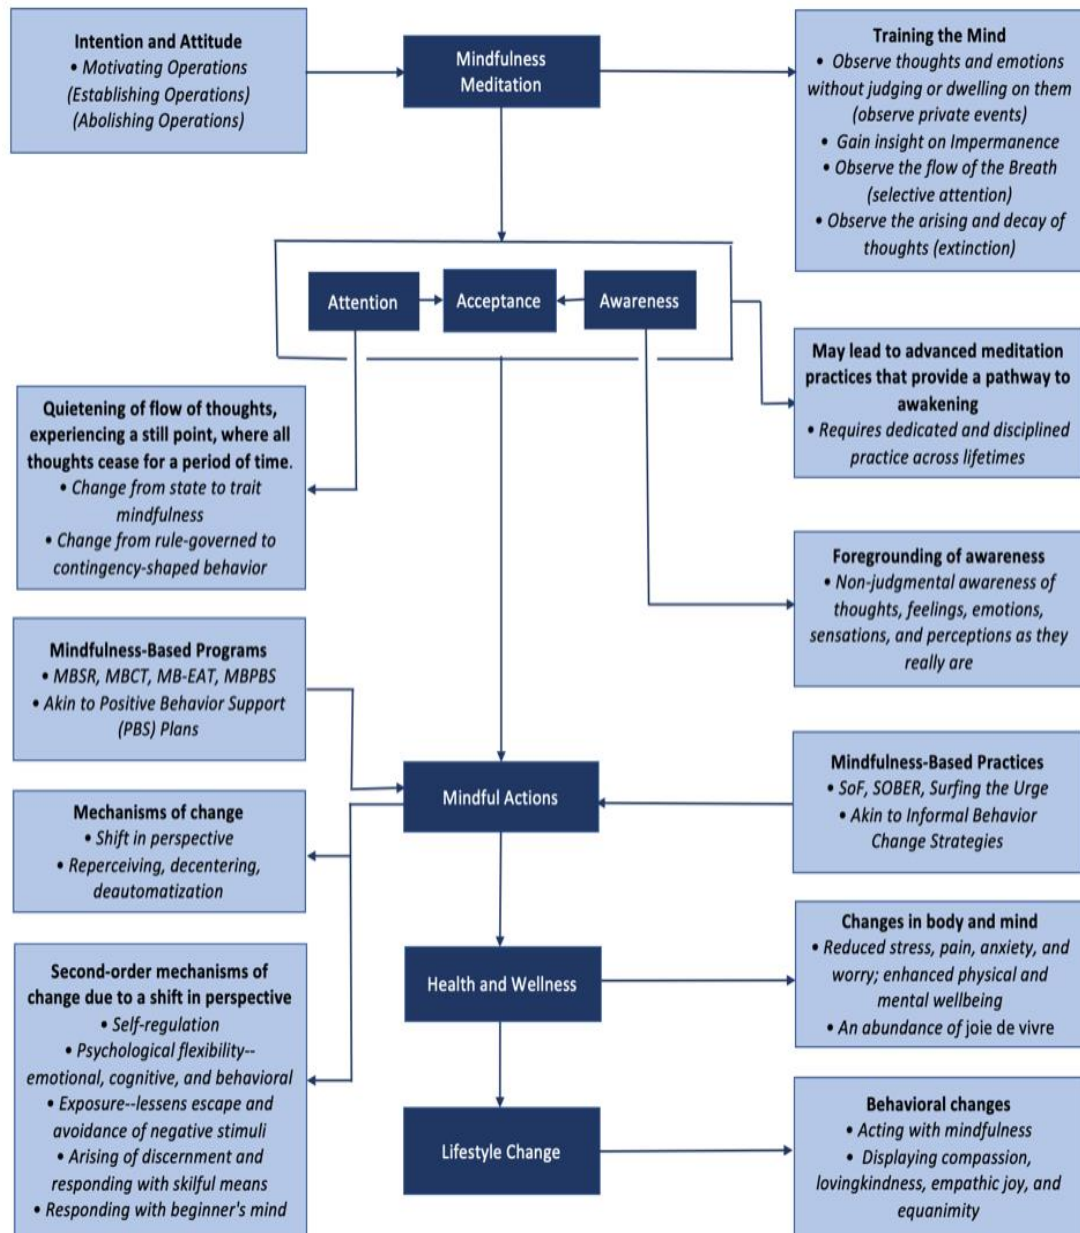 Intention and Attitude
• Motivating Operations
(Establishing Operations)
(Abolishing Operations)
Mindfulness
Meditation
Training the Mind
• Observe thoughts and emotions
without judging or dwelling on them
(observe private events)
• Gain insight on Impermanence
• Observe the flow of the Breath
(selective attention)
• Observe the arising and decay of
thoughts (extinction)
Attention
Acceptance
Awareness
May lead to advanced meditation
practices that provide a pathway to
awakening
• Requires dedicated and disciplined
practice across lifetimes
Quietening of flow of thoughts,
experiencing a still point, where all
thoughts cease for a period of time.
• Change from state to trait
mindfulness
• Change from rule-governed to
contingency-shaped behavior
Foregrounding of awareness
• Non-judgmental awareness of
thoughts, feelings, emotions,
sensations, and perceptions as they
really are
Mindfulness-Based Programs
• MBSR, MBCT, MB-EAT, MBPBS
• Akin to Positive Behavior Support
(PBS) Plans
Mindful Actions
Mindfulness-Based Practices
• SoF, SOBER, Surfing the Urge
• Akin to Informal Behavior
Change Strategies
Mechanisms of change
• Shift in perspective
• Reperceiving, decentering,
deautomatization
Health and Wellness
Changes in body and mind
• Reduced stress, pain, anxiety, and
worry; enhanced physical and
mental wellbeing
• An abundance of joie de vivre
Second-order mechanisms of
change due to a shift in perspective
• Self-regulation
• Psychological flexibility--
emotional, cognitive, and behavioral
• Exposure--lessens escape and
avoidance of negative stimuli
• Arising of discernment and
responding with skilful means
• Responding with beginner's mind
Lifestyle Change
Behavioral changes
• Acting with mindfulness
• Displaying compassion,
lovingkindness, empathic joy, and
equanimity